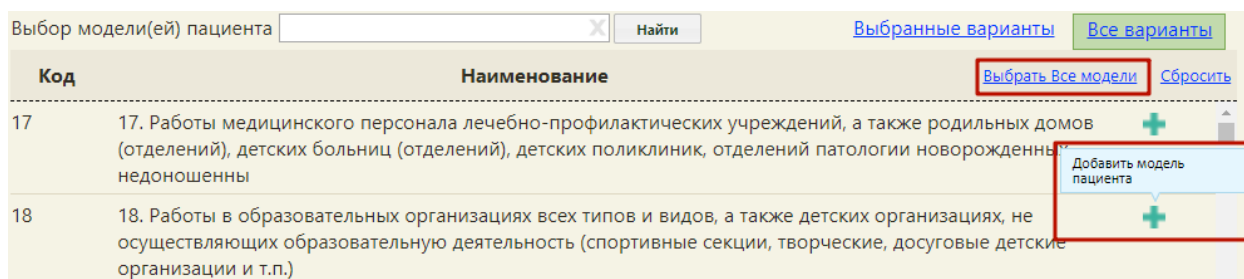 Выбор модели(ей) пациента X Найти Выбранные варианты Все варианты
Код Наименование Выбрать Все модели Сбросить
17 17. Работы медицинского персонала лечебно-профилактических учреждений, а также родильных домов
(отделений), детских больниц (отделений), детских поликлиник, отделений патологии новорожденных
недоношенны
Добавить модель
пациента
18 18. Работы в образовательных организациях всех типов и видов, а также детских организациях, не
осуществляющих образовательную деятельность (спортивные секции, творческие, досуговые детские
организации и т.п.)